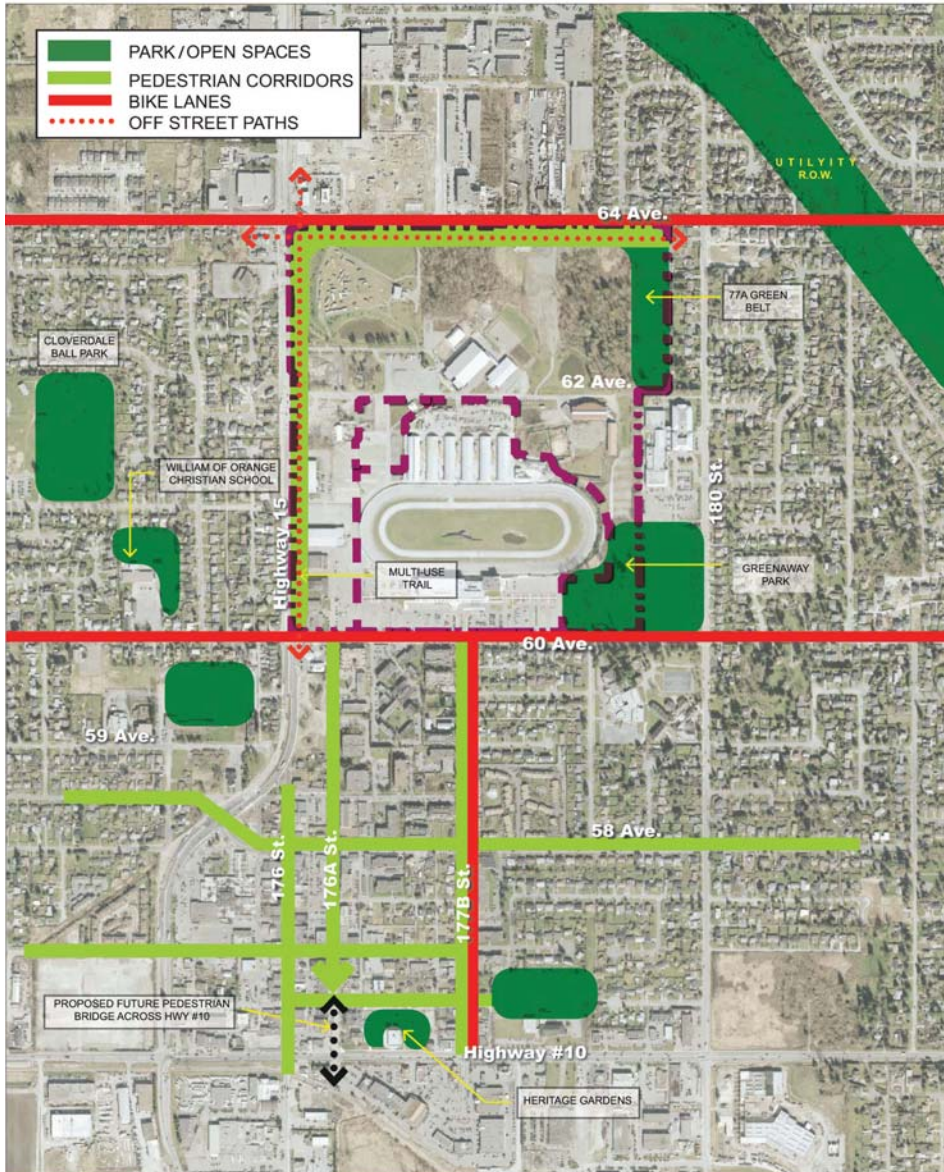 PARK/OPEN SPACES
PEDESTRIAN CORRIDORS
BIKE LANES
OFF STREET PATHS
UTILYITY
R.O.W.
64 Ave.
77A GREEN
BELT
CLOVERDALE
BALL PARK
62 Ave.
WILLIAM OF ORANGE
CHRISTIAN SCHOOL
Highway 15
180 St.
MULTI-USE
TRAIL
GREENAWAY
PARK
60 Ave.
59 Ave.
58 Ave.
176 St.
176A St.
177B St.
PROPOSED FUTURE PEDESTRIAN
BRIDGE ACROSS HWY #10
Highway #10
HERITAGE GARDENS